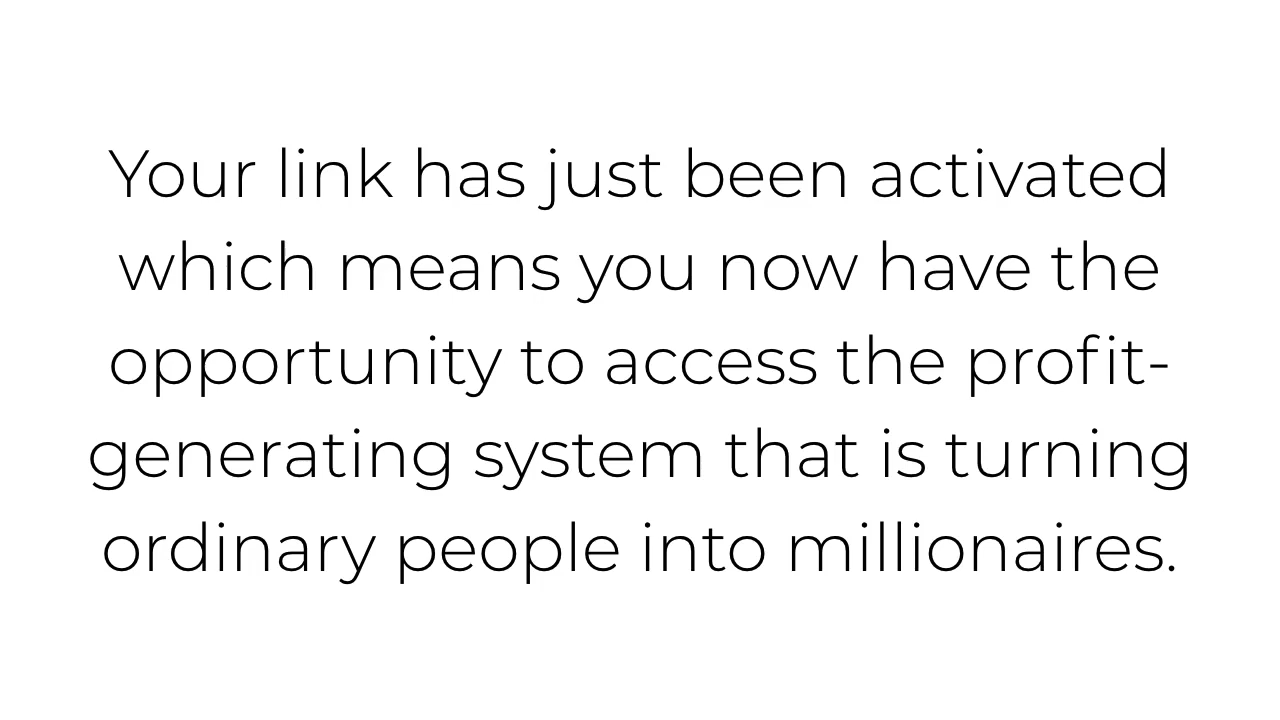 Your link has just been activated
which means you now have the
opportunity to access the profit-
generating system that is turning
ordinary people into millionaires.